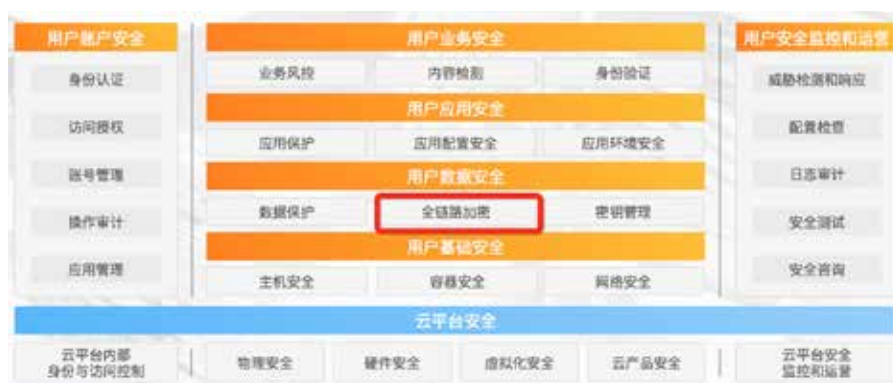 用户账户安全
身份认证
访问授权
账号管理
操作审计
应用管理
用户业务安全
业务风控
内容检测
身份验证
用户应用安全
应用保护
应用配置安全
应用环境安全
用户数据安全
数据保护
全链路加密
密钥管理
用户基础安全
主机安全
容器安全
网络安全
用户安全监控和运营
威胁检测和响应
配置检查
日志审计
安全测试
安全咨询
云平台安全
云平台内部
身份与访问控制
物理安全
硬件安全
虚拟化安全
云产品安全
云平台安全
监控和运营